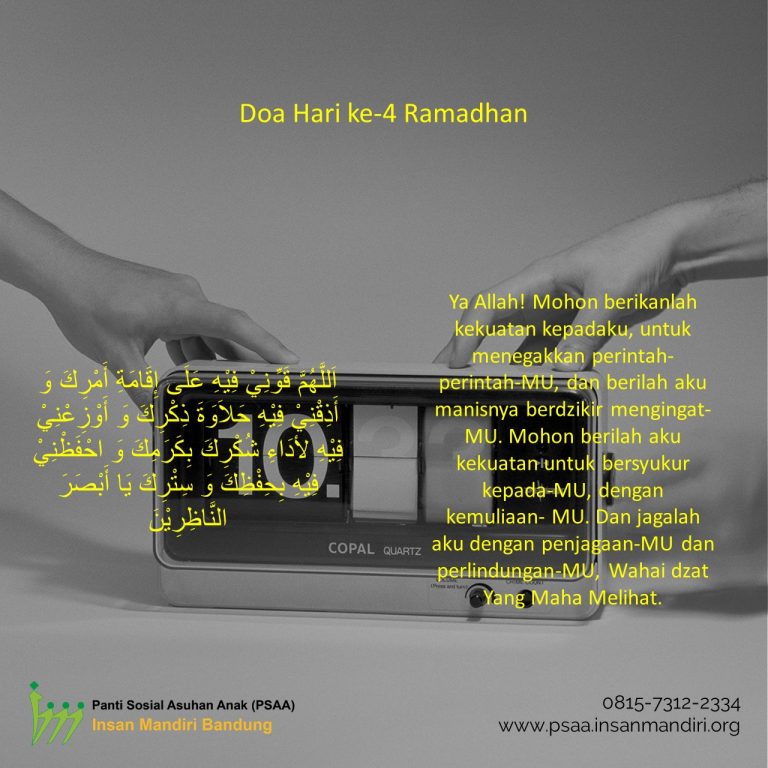 Doa Hari ke-4 Ramadhan
اَللَّهُمَّ قَوِّنِيْ فِيْهِ عَلَى إِقَامَةِ أَمْرِكَ وَ
أَذِقْنِيْ فِيْهِ حَلاَوَةَ ذِكْرِكَ وَ أَوْزِعْنِيْ
فِيْهِ لأدَاءِ شُكْرِكَ بِكَرَمِكَ وَ احْفَظْنِيْ
فِيْهِ بِحِفْظِكَ وَ سِتْرِكَ يَا أَبْصَرَ
النَّاظِرِيْنَ
Ya Allah! Mohon berikanlah
kekuatan kepadaku, untuk
menegakkan perintah-
perintah-MU, dan berilah aku
manisnya berdzikir mengingat-
MU. Mohon berilah aku
kekuatan untuk bersyukur
kepada-MU, dengan
kemuliaan- MU. Dan jagalah
aku dengan penjagaan-MU dan
perlindungan-MU, Wahai dzat
Yang Maha Melihat.
10
COPAL QUARTZ
Panti Sosial Asuhan Anak (PSAA)
Insan Mandiri Bandung
0815-7312-2334
www.psaa.insanmandiri.org